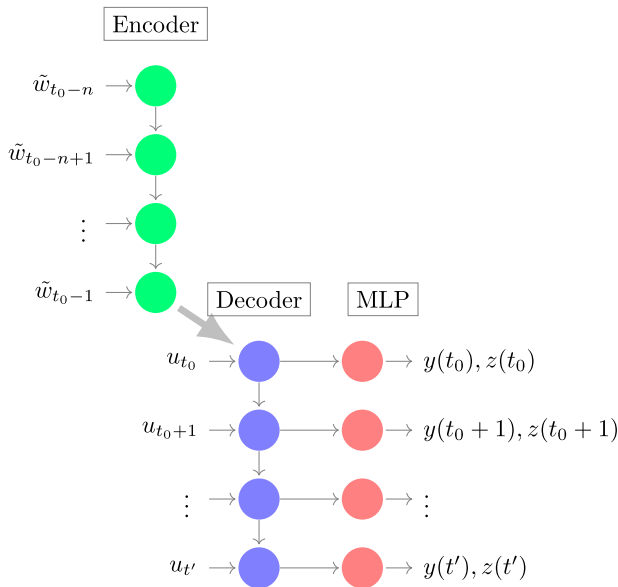 Encoder
w̃_{t_0−n}
w̃_{t_0−n+1}
⋮
w̃_{t_0−1}
Decoder MLP
u_{t_0} y(t_0), z(t_0)
u_{t_0+1} y(t_0 + 1), z(t_0 + 1)
⋮ ⋮
u_{t'} y(t'), z(t')